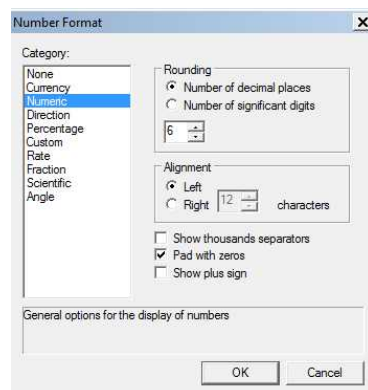 Number Format
Category:
None
Currency
Numeric
Direction
Percentage
Custom
Rate
Fraction
Scientific
Angle
Rounding
Number of decimal places
Number of significant digits
6
Alignment
Left
Right 12 characters
Show thousands separators
Pad with zeros
Show plus sign
General options for the display of numbers
OK Cancel